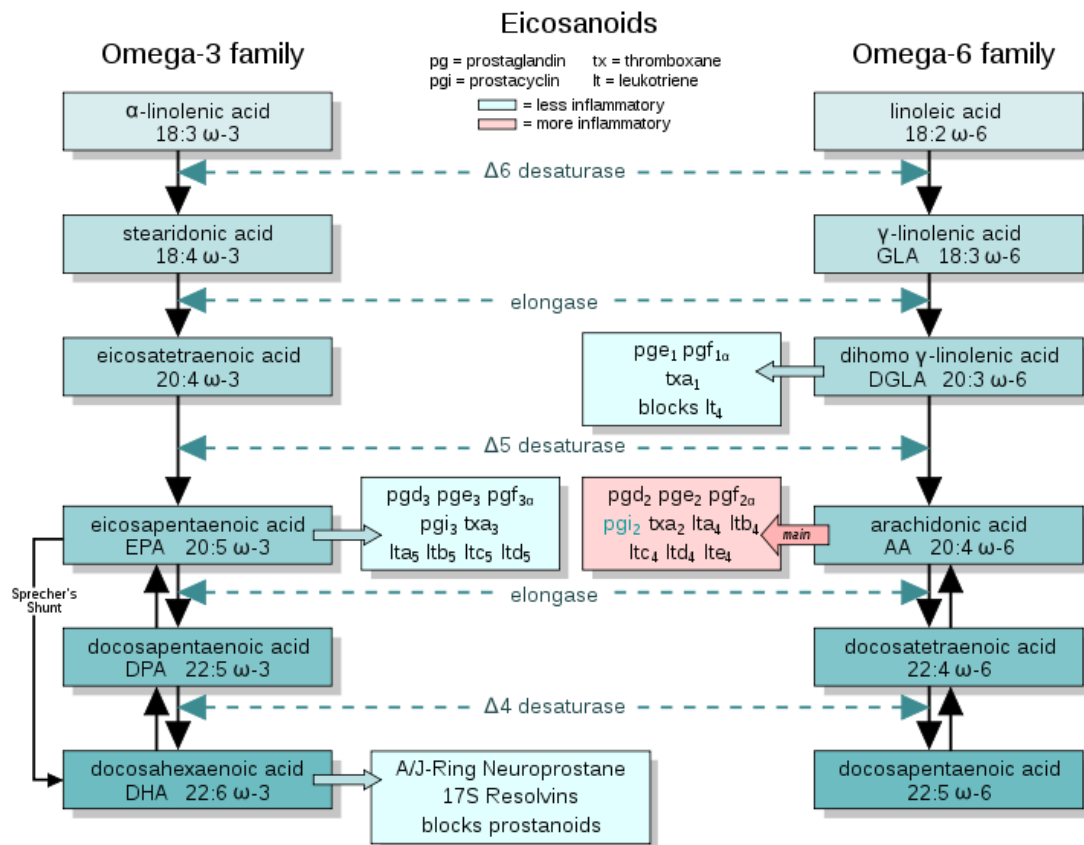 Eicosanoids
Omega-3 family
Omega-6 family
pg = prostaglandin tx = thromboxane
pgi = prostacyclin lt = leukotriene
= less inflammatory
= more inflammatory
α-linolenic acid
18:3 ω-3
linoleic acid
18:2 ω-6
Δ6 desaturase
stearidonic acid
18:4 ω-3
γ-linolenic acid
GLA 18:3 ω-6
elongase
eicosatetraenoic acid
20:4 ω-3
pge₁ pgf₁α
txa₁
blocks lt₄
dihomo γ-linolenic acid
DGLA 20:3 ω-6
Δ5 desaturase
eicosapentaenoic acid
EPA 20:5 ω-3
pgd₃ pge₃ pgf₃α
pgi₃ txa₃
lta₅ ltb₅ ltc₅ ltd₅
pgd₂ pge₂ pgf₂α
pgi₂ txa₂ lta₄ ltb₄
ltc₄ ltd₄ lte₄
main
arachidonic acid
AA 20:4 ω-6
Sprecher's
Shunt
elongase
docosapentaenoic acid
DPA 22:5 ω-3
docosatetraenoic acid
22:4 ω-6
Δ4 desaturase
docosahexaenoic acid
DHA 22:6 ω-3
A/J-Ring Neuroprostane
17S Resolvins
blocks prostanoids
docosapentaenoic acid
22:5 ω-6